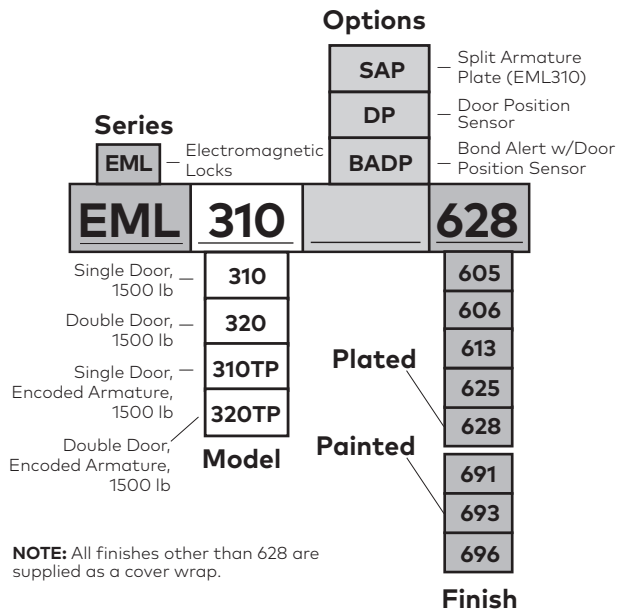 Options
SAP
Split Armature
Plate (EML310)
DP
Door Position
Sensor
BADP
Bond Alert w/Door
Position Sensor
Series
EML
Electromagnetic
Locks
EML 310 628
Single Door,
1500 lb
310
Double Door,
1500 lb
320
Single Door,
Encoded Armature,
1500 lb
310TP
Double Door,
Encoded Armature,
1500 lb
320TP
Model
605
606
613
625
628
Plated
Painted
691
693
696
Finish
NOTE: All finishes other than 628 are
supplied as a cover wrap.